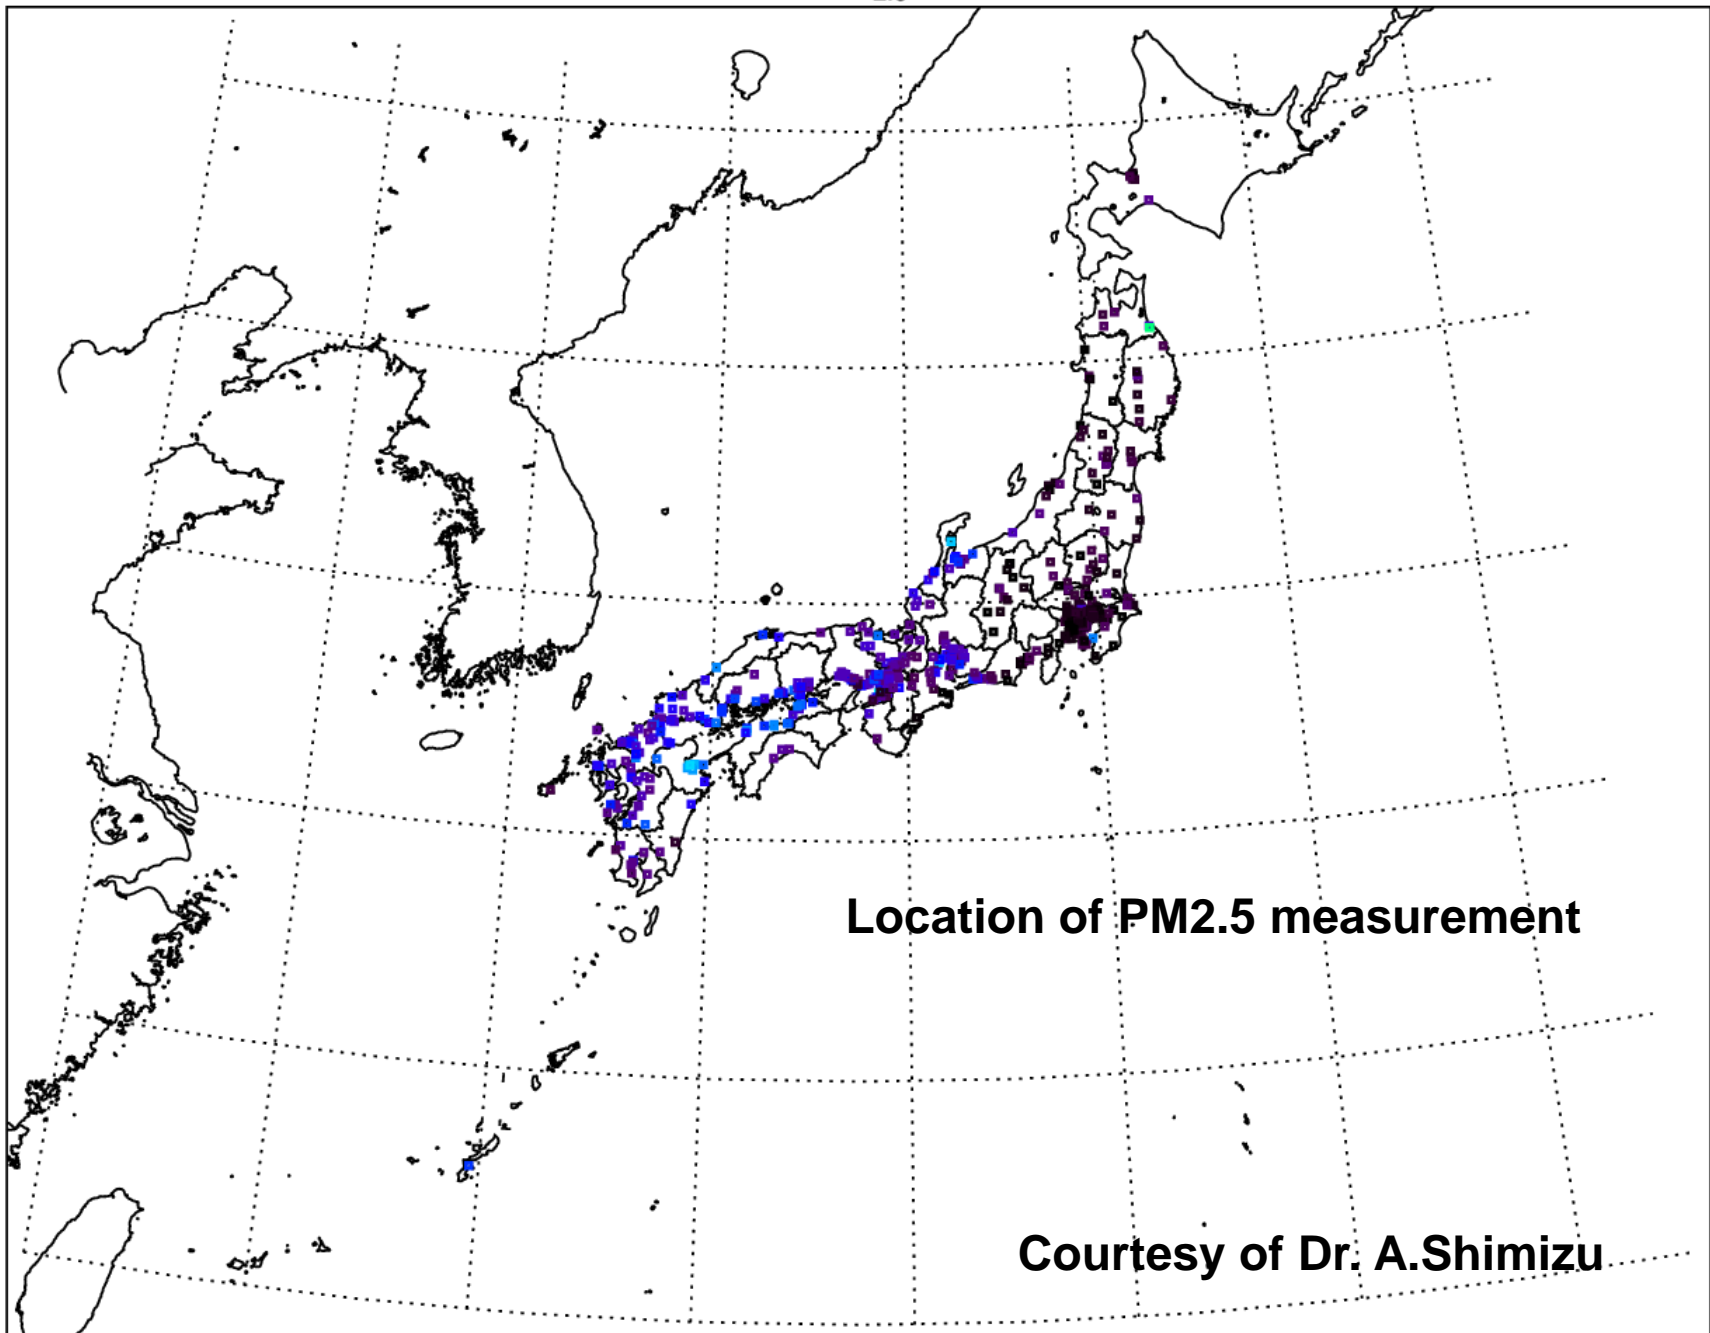 Location of PM2.5 measurement
Courtesy of Dr. A.Shimizu